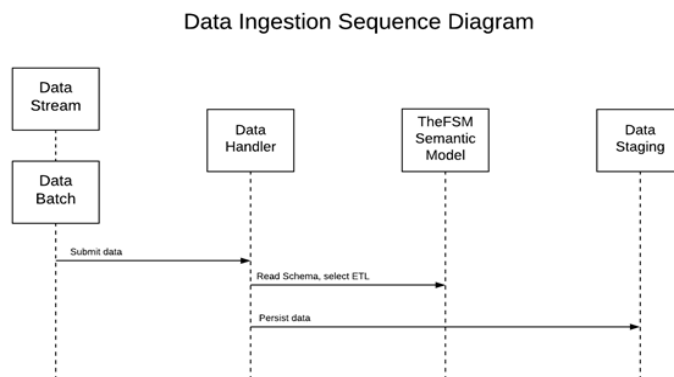 Data Ingestion Sequence Diagram
Data
Stream
Data
Handler
TheFSM
Semantic
Model
Data
Staging
Data
Batch
Submit data
Read Schema, select ETL
Persist data